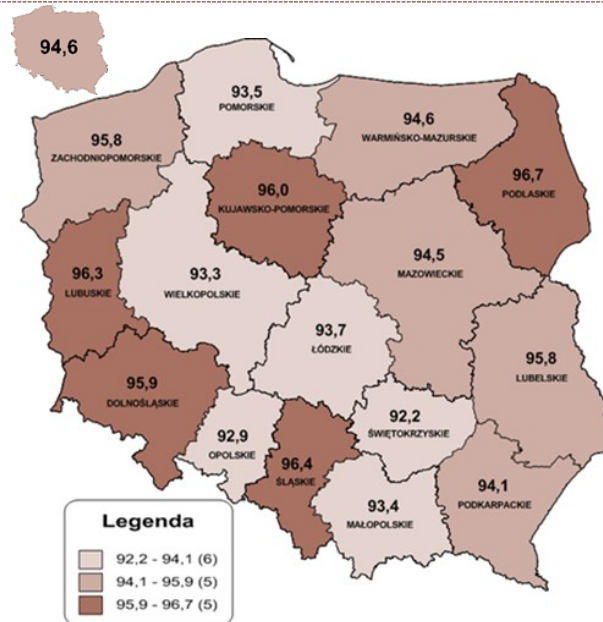 94,6
93,5
POMORSKIE
94,6
WARMIŃSKO-MAZURSKIE
95,8
ZACHODNIOPOMORSKIE
96,7
PODLASKIE
96,0
KUJAWSKO-POMORSKIE
94,5
MAZOWIECKIE
96,3
LUBUSKIE
93,3
WIELKOPOLSKIE
93,7
ŁÓDZKIE
95,8
LUBELSKIE
95,9
DOLNOŚLĄSKIE
92,2
ŚWIĘTOKRZYSKIE
92,9
OPOLSKIE
96,4
ŚLĄSKIE
94,1
PODKARPACKIE
93,4
MAŁOPOLSKIE
Legenda
92,2 - 94,1 (6)
94,1 - 95,9 (5)
95,9 - 96,7 (5)